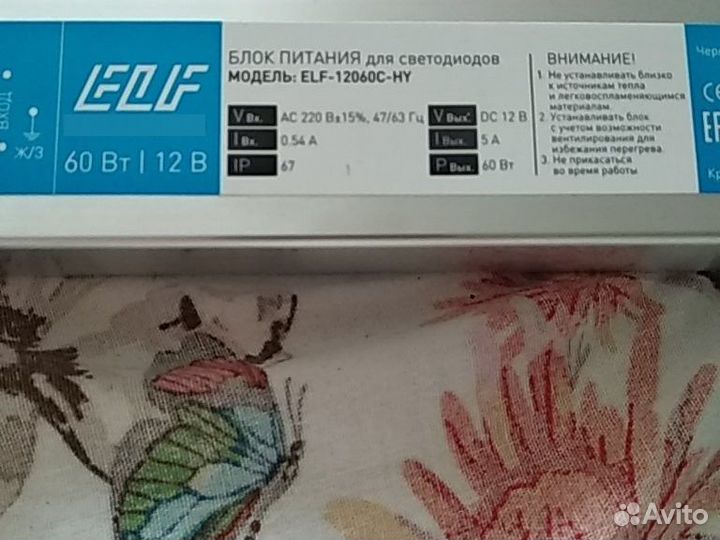 ВХОД
Ж/З
ELF
60 Вт | 12 В
БЛОК ПИТАНИЯ для светодиодов
МОДЕЛЬ: ELF-12060C-HY
V Вх. AC 220 В±15%, 47/63 Гц V Вых. DC 12 В
I Вх. 0.54 А I Вых. 5 А
IP 67 P Вых. 60 Вт
ВНИМАНИЕ!
1. Не устанавливать близко
к источникам тепла
и легковоспламеняющимся
материалам.
2. Устанавливать блок
с учетом возможности
вентилирования для
избежания перегрева.
3. Не прикасаться
во время работы
Чер
CE
Кр
Avito